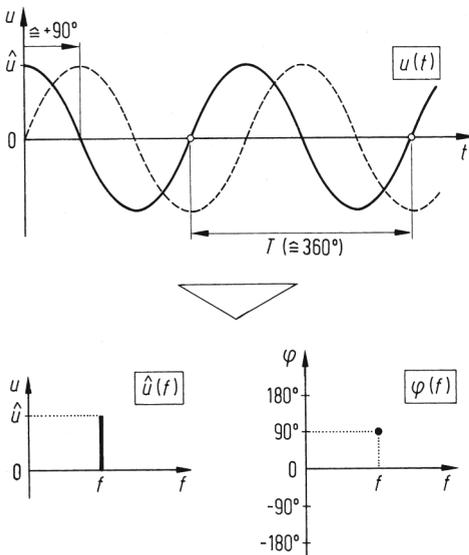 u
≙ +90°
û
u(t)
0
t
T (≙ 360°)
u
û(f)
û
0
f
f
φ
φ(f)
180°
90°
0
f
f
-90°
-180°